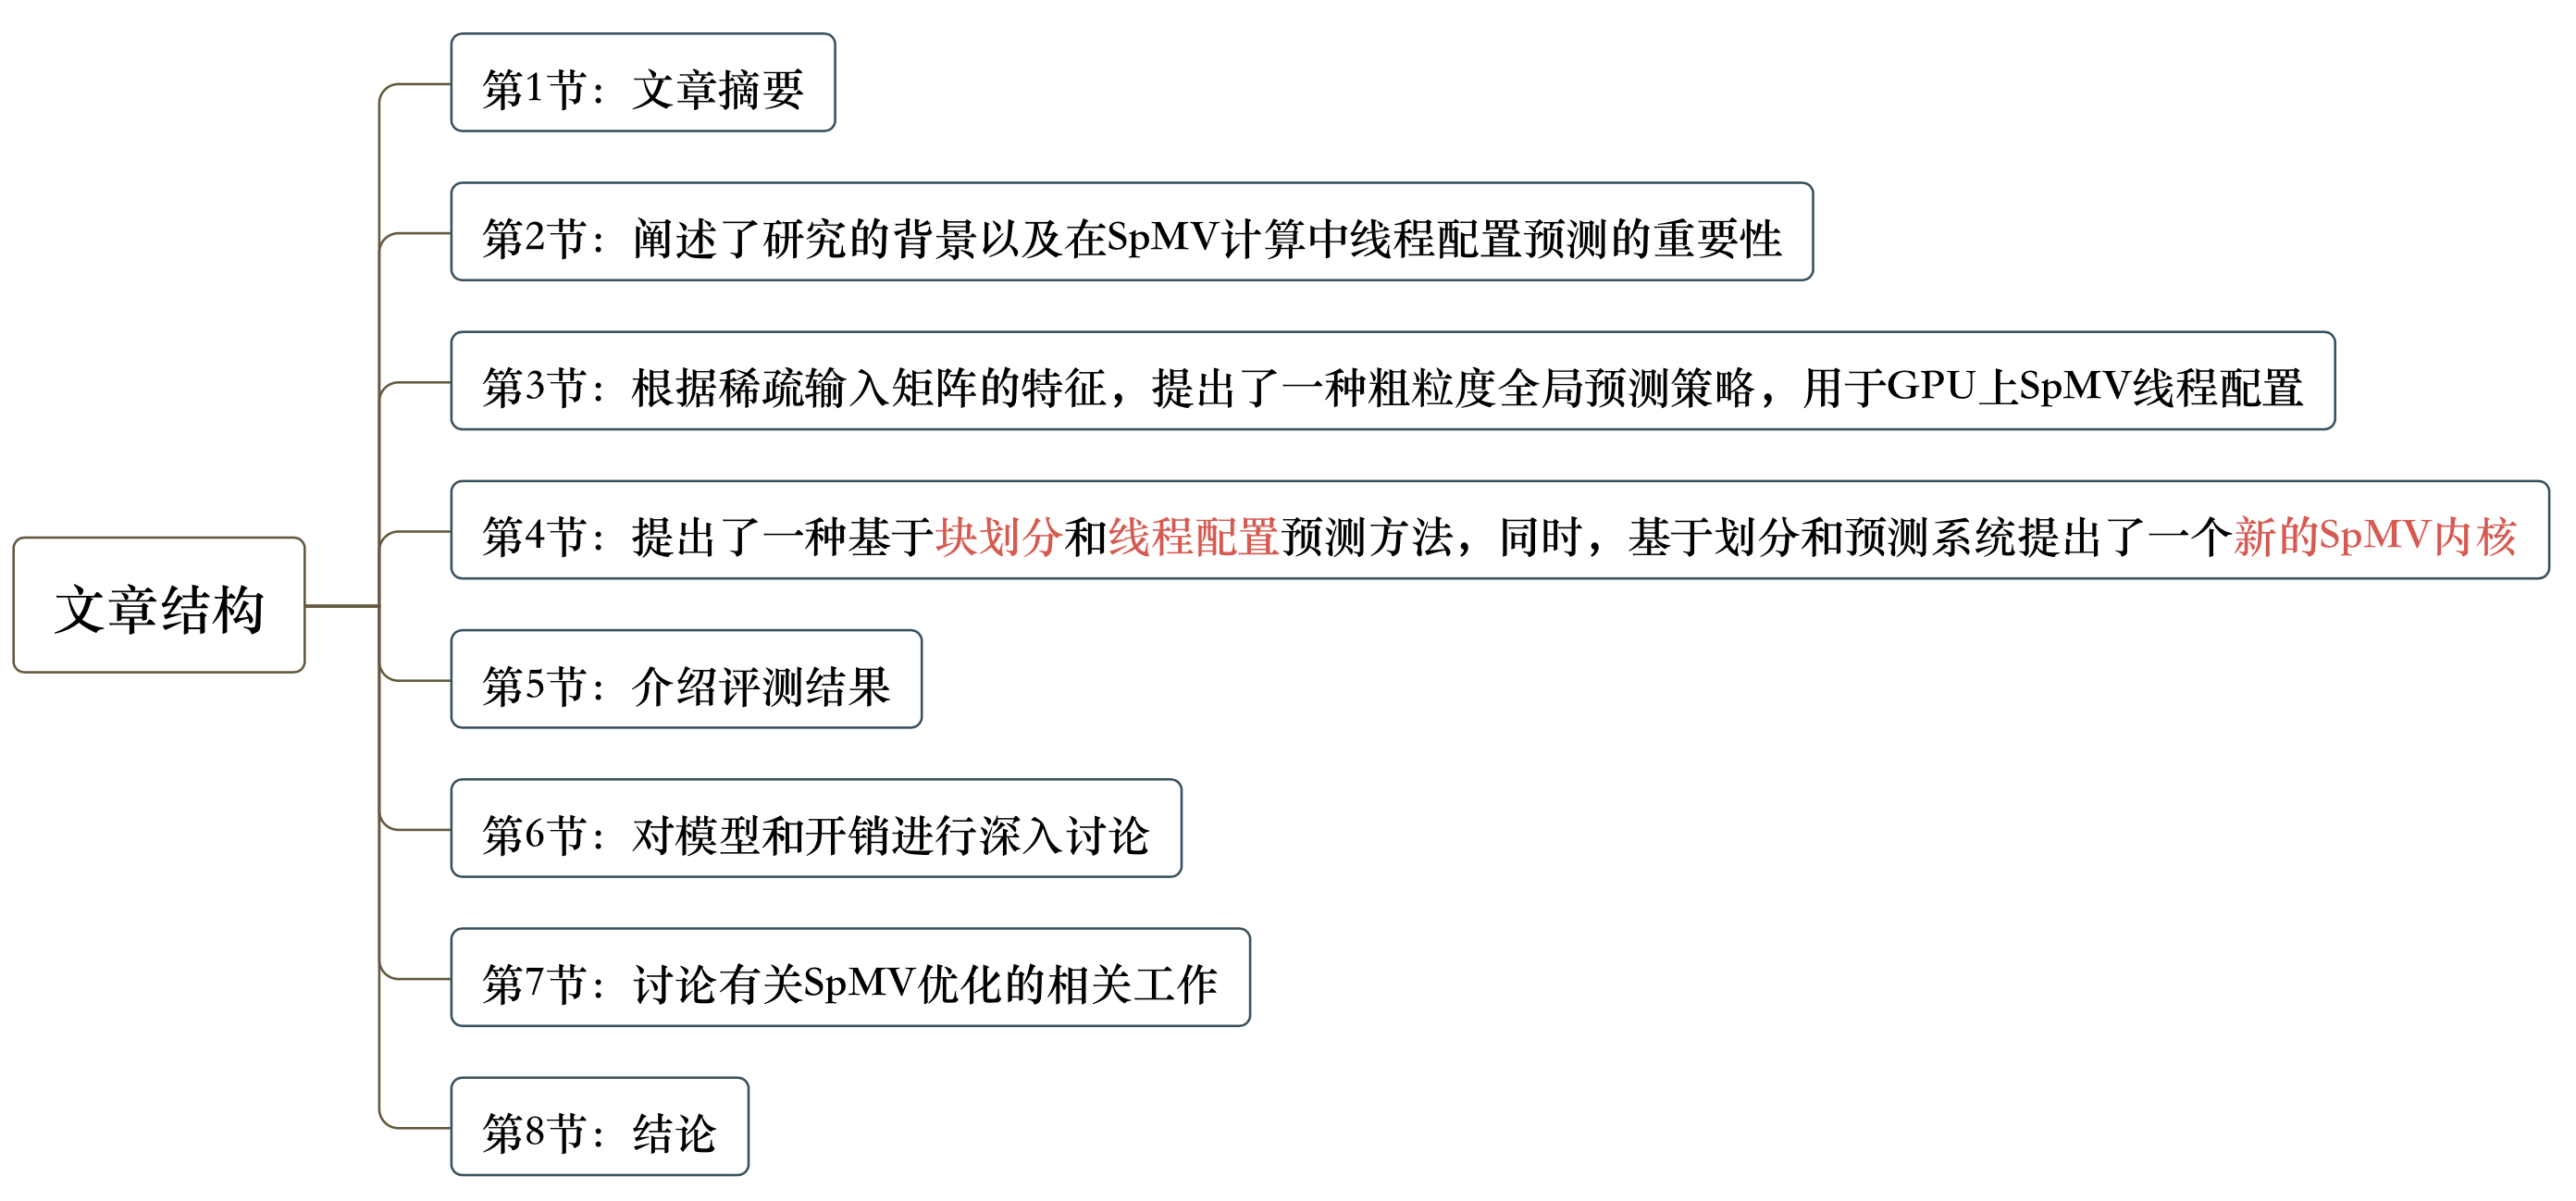 文章结构
第1节：文章摘要
第2节：阐述了研究的背景以及在SpMV计算中线程配置预测的重要性
第3节：根据稀疏输入矩阵的特征，提出了一种粗粒度全局预测策略，用于GPU上SpMV线程配置
第4节：提出了一种基于块划分和线程配置预测方法，同时，基于划分和预测系统提出了一个新的SpMV内核
第5节：介绍评测结果
第6节：对模型和开销进行深入讨论
第7节：讨论有关SpMV优化的相关工作
第8节：结论